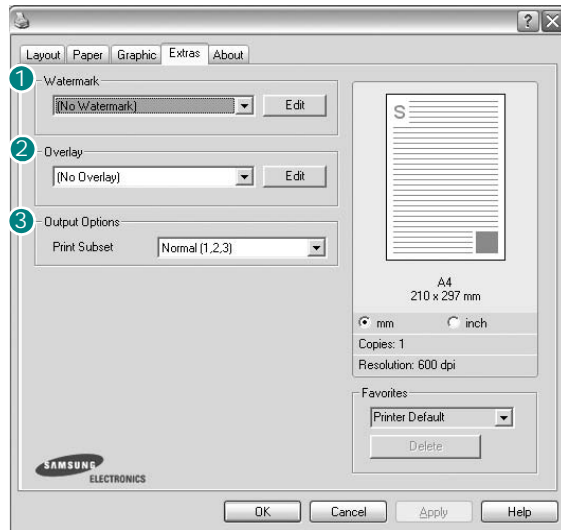 ?
Layout Paper Graphic Extras About
1
Watermark
(No Watermark)
Edit
2
Overlay
(No Overlay)
Edit
3
Output Options
Print Subset
Normal (1,2,3)
S
A4
210 x 297 mm
mm
inch
Copies: 1
Resolution: 600 dpi
Favorites
Printer Default
Delete
SAMSUNG
ELECTRONICS
OK
Cancel
Apply
Help